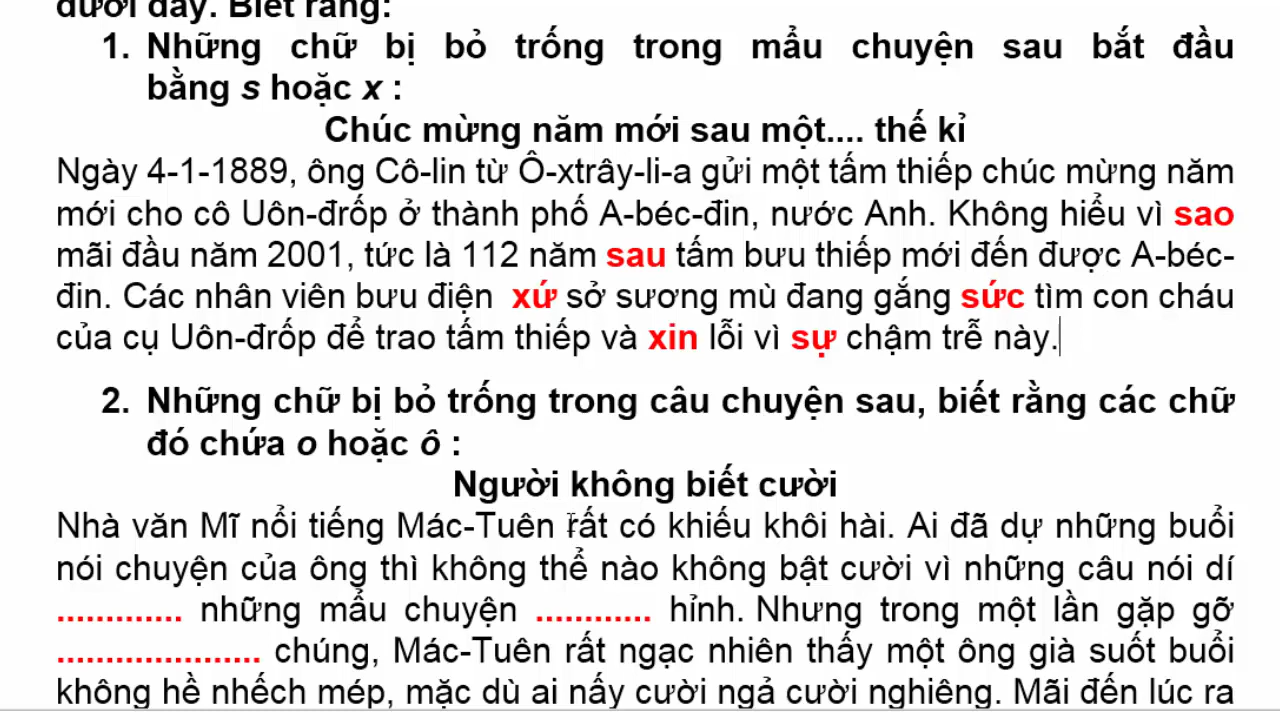 dưới đây. Biết rằng:
1. Những chữ bị bỏ trống trong mẩu chuyện sau bắt đầu
bằng s hoặc x :
Chúc mừng năm mới sau một.... thế kỉ
Ngày 4-1-1889, ông Cô-lin từ Ô-xtrây-li-a gửi một tấm thiếp chúc mừng năm
mới cho cô Uôn-đrốp ở thành phố A-béc-đin, nước Anh. Không hiểu vì sao
mãi đầu năm 2001, tức là 112 năm sau tấm bưu thiếp mới đến được A-béc-
đin. Các nhân viên bưu điện xứ sở sương mù đang gắng sức tìm con cháu
của cụ Uôn-đrốp để trao tấm thiếp và xin lỗi vì sự chậm trễ này.
2. Những chữ bị bỏ trống trong câu chuyện sau, biết rằng các chữ
đó chứa o hoặc ô :
Người không biết cười
Nhà văn Mĩ nổi tiếng Mác-Tuên rất có khiếu khôi hài. Ai đã dự những buổi
nói chuyện của ông thì không thể nào không bật cười vì những câu nói dí
............. những mẩu chuyện ............ hỉnh. Nhưng trong một lần gặp gỡ
..................... chúng, Mác-Tuên rất ngạc nhiên thấy một ông già suốt buổi
không hề nhếch mép, mặc dù ai nấy cười ngả cười nghiêng. Mãi đến lúc ra